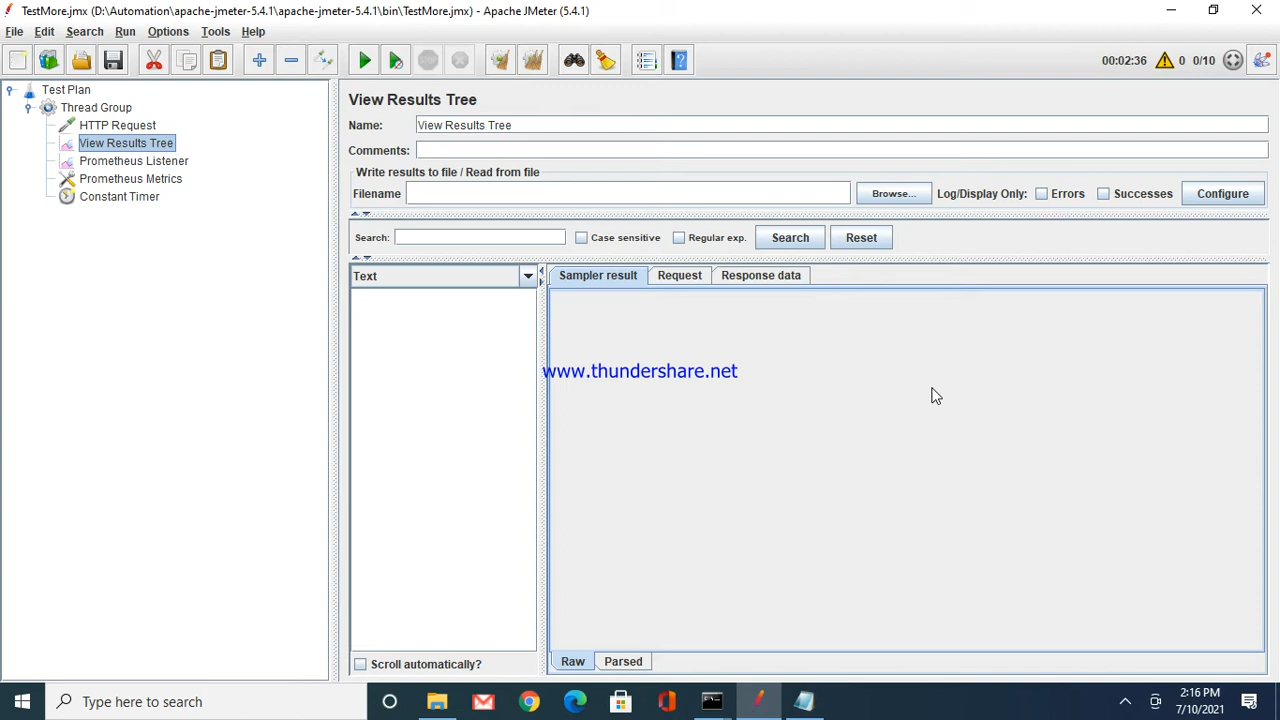 TestMore.jmx (D:\Automation\apache-jmeter-5.4.1\apache-jmeter-5.4.1\bin\TestMore.jmx) - Apache JMeter (5.4.1)
File Edit Search Run Options Tools Help
00:02:36 0 0/10
Test Plan
Thread Group
HTTP Request
View Results Tree
Prometheus Listener
Prometheus Metrics
Constant Timer
View Results Tree
Name: View Results Tree
Comments:
Write results to file / Read from file
Filename Browse... Log/Display Only: Errors Successes Configure
Search: Case sensitive Regular exp. Search Reset
Text
Sampler result Request Response data
www.thundershare.net
Scroll automatically?
Raw Parsed
Type here to search
2:16 PM
7/10/2021